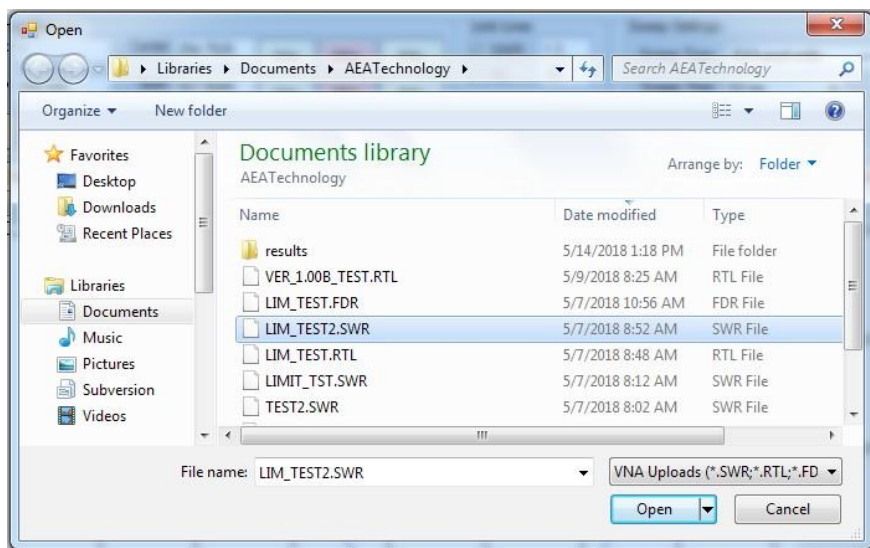 Open
Libraries Documents AEATechnology
Search AEATechnology
Organize New folder
Favorites
Desktop
Downloads
Recent Places
Libraries
Documents
Music
Pictures
Subversion
Videos
Documents library
AEATechnology
Arrange by: Folder
Name Date modified Type
results 5/14/2018 1:18 PM File folder
VER_1.00B_TEST.RTL 5/9/2018 8:25 AM RTL File
LIM_TEST.FDR 5/7/2018 10:56 AM FDR File
LIM_TEST2.SWR 5/7/2018 8:52 AM SWR File
LIM_TEST.RTL 5/7/2018 8:48 AM RTL File
LIMIT_TST.SWR 5/7/2018 8:12 AM SWR File
TEST2.SWR 5/7/2018 8:02 AM SWR File
File name: LIM_TEST2.SWR VNA Uploads (*.SWR;*.RTL;*.FD
Open Cancel